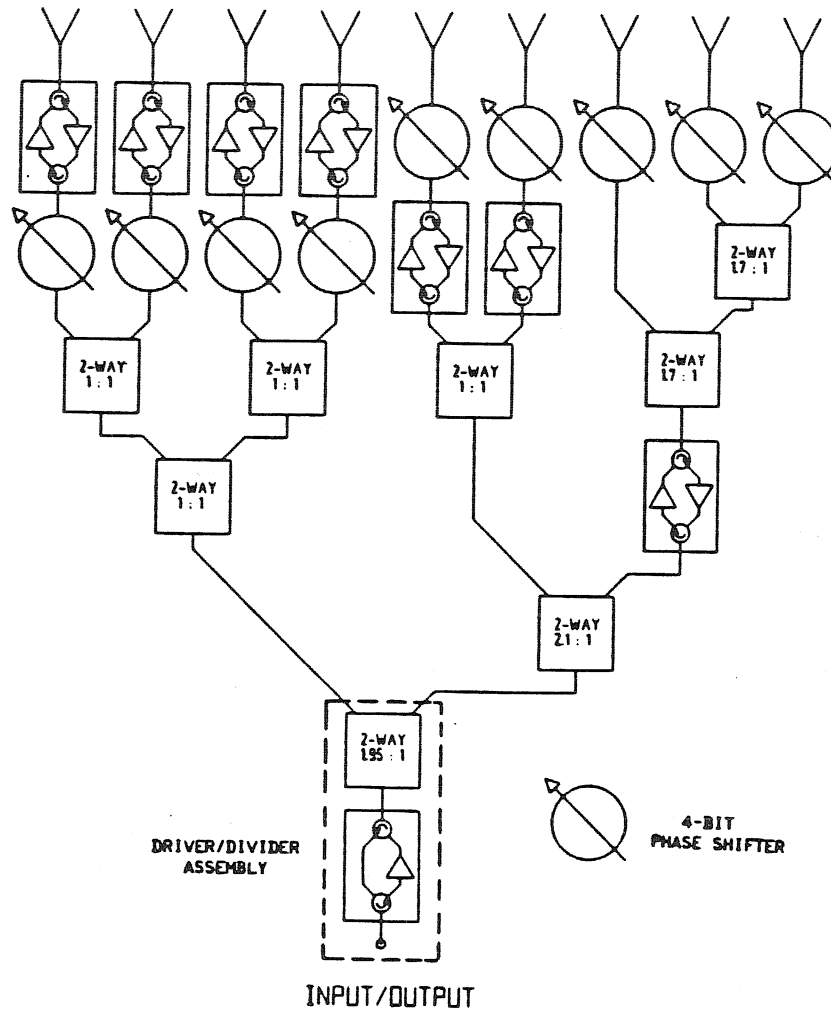 2-WAY
1.7 : 1
2-WAY
1.7 : 1
2-WAY
1 : 1
2-WAY
1 : 1
2-WAY
1 : 1
2-WAY
1 : 1
2-WAY
2.1 : 1
2-WAY
1.95 : 1
DRIVER/DIVIDER
ASSEMBLY
4-BIT
PHASE SHIFTER
INPUT/OUTPUT